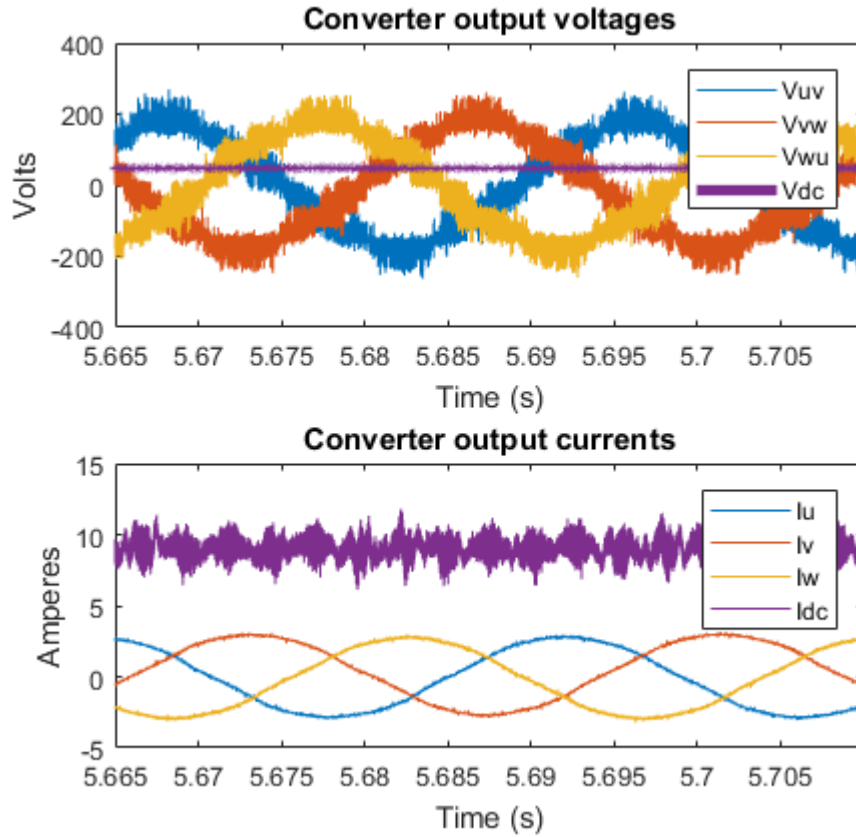 Converter output voltages
400
200
0
-200
-400
Volts
Vuv
Vvw
Vwu
Vdc
5.665 5.67 5.675 5.68 5.685 5.69 5.695 5.7 5.705
Time (s)
Converter output currents
15
10
5
0
-5
Amperes
Iu
Iv
Iw
Idc
5.665 5.67 5.675 5.68 5.685 5.69 5.695 5.7 5.705
Time (s)